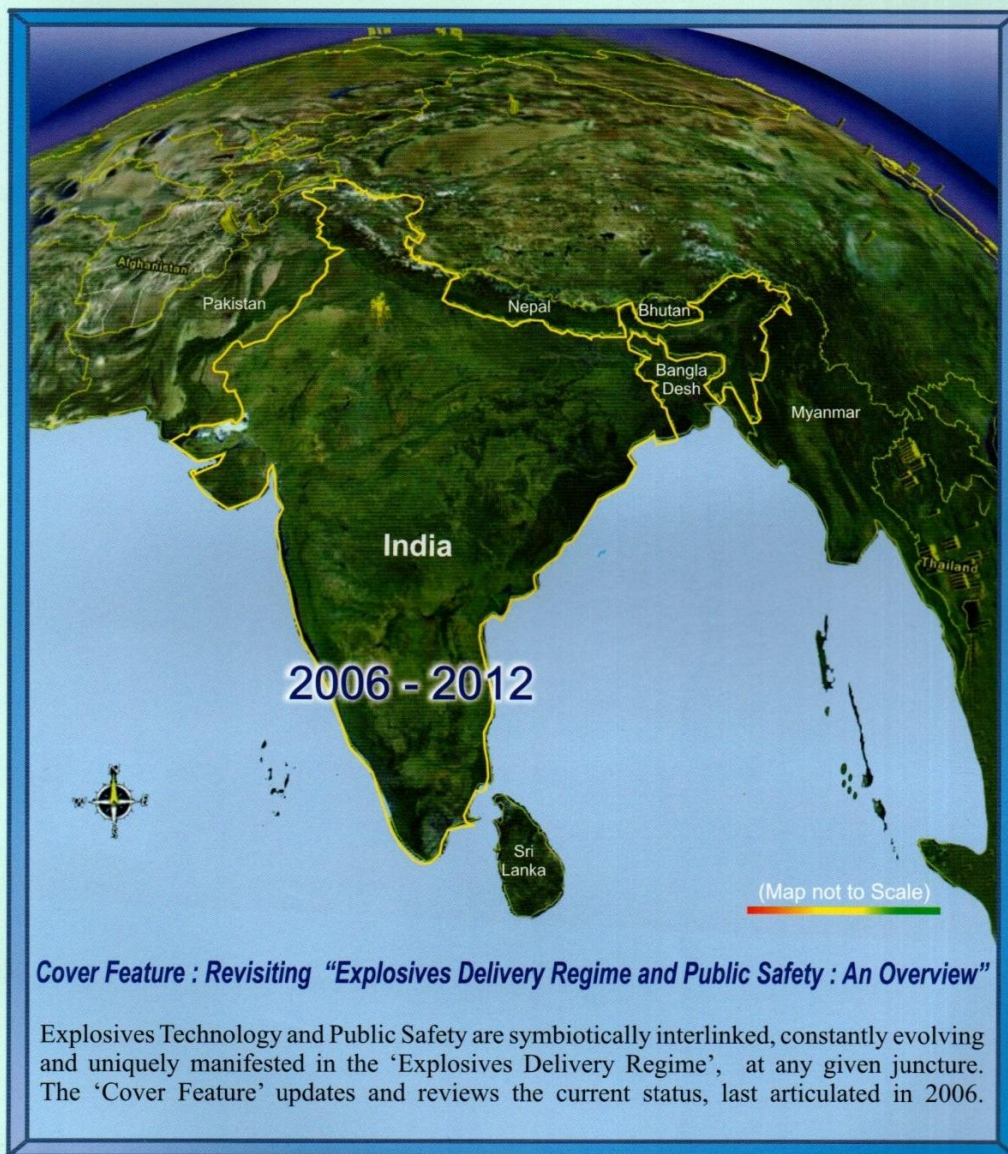 Afghanistan
Pakistan
Nepal
Bhutan
Bangla
Desh
Myanmar
India
Thailand
2006 - 2012
Sri
Lanka
(Map not to Scale)
Cover Feature : Revisiting “Explosives Delivery Regime and Public Safety : An Overview”
Explosives Technology and Public Safety are symbiotically interlinked, constantly evolving
and uniquely manifested in the ‘Explosives Delivery Regime’, at any given juncture.
The ‘Cover Feature’ updates and reviews the current status, last articulated in 2006.